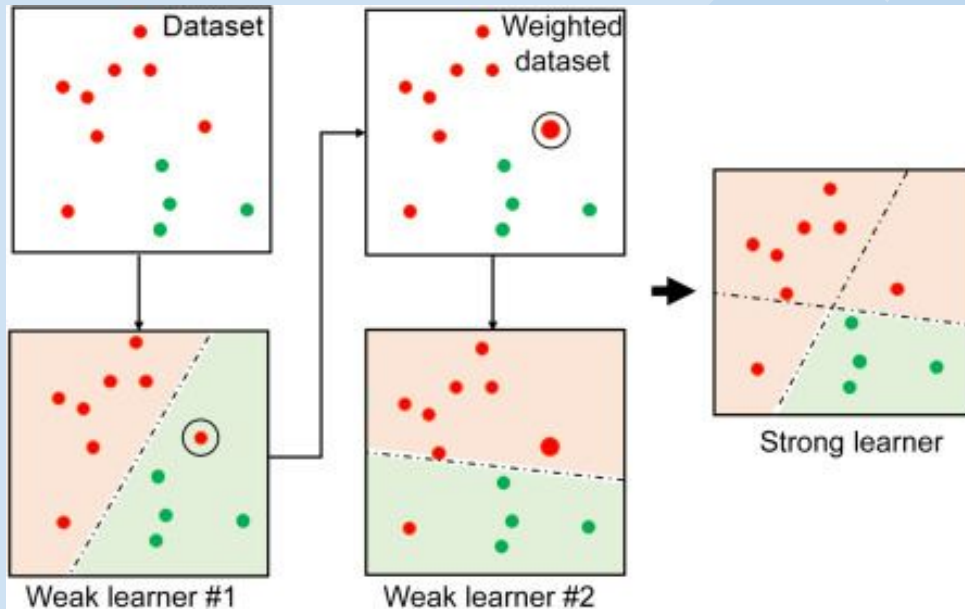 Dataset
Weighted
dataset
Weak learner #1
Weak learner #2
Strong learner